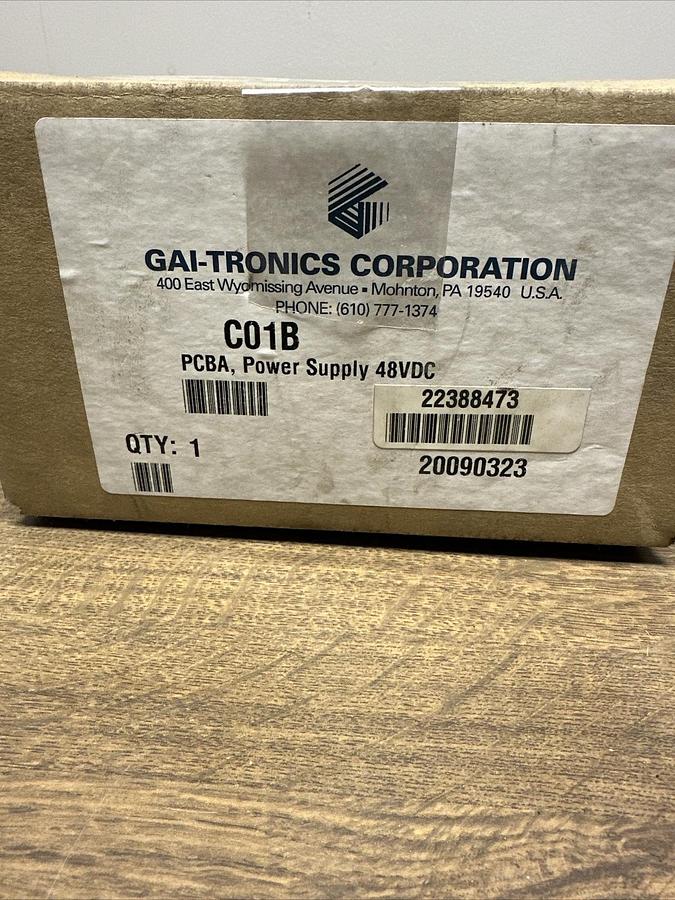 GAI-TRONICS CORPORATION
400 East Wyomissing Avenue ▪ Mohnton, PA 19540 U.S.A.
PHONE: (610) 777-1374
C01B
PCBA, Power Supply 48VDC
22388473
QTY: 1
20090323